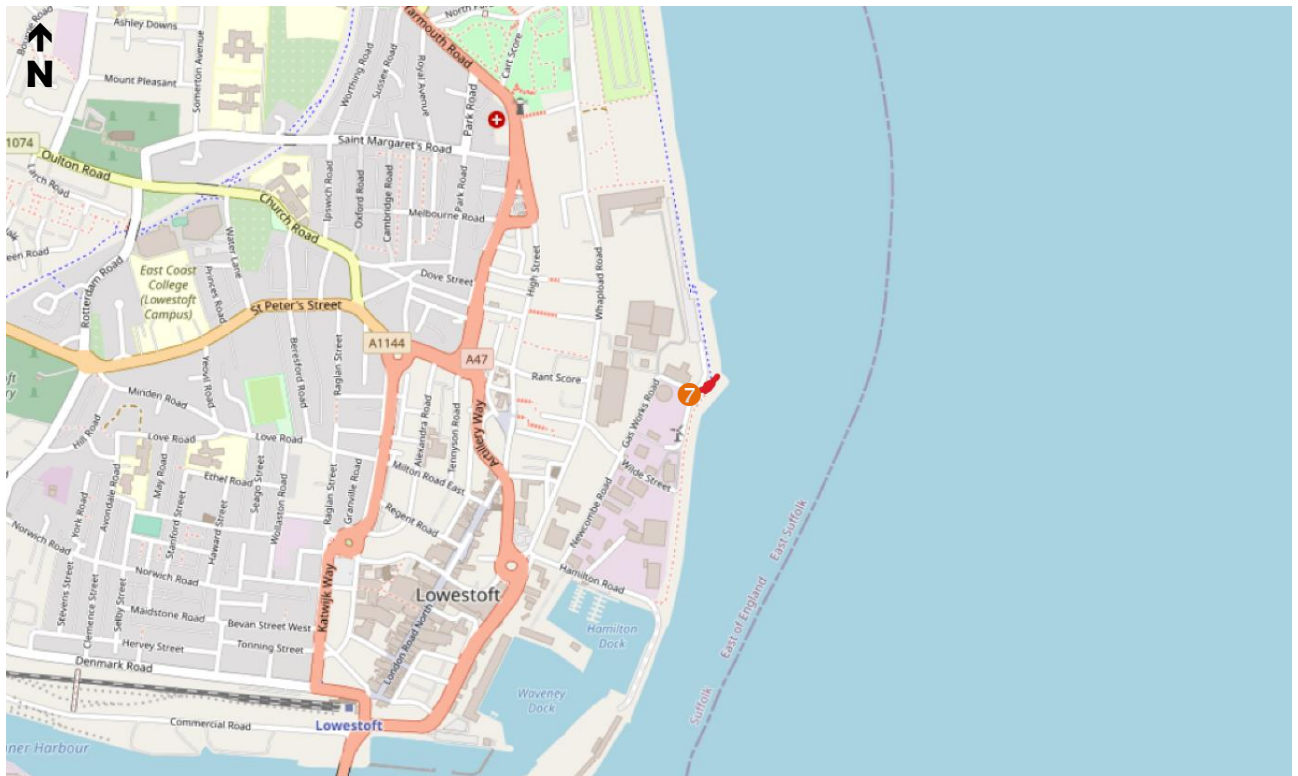 N
Ashley Downs
Mount Pleasant
Somerton Avenue
Yarmouth Road
Cart Score
Worthing Road
Sussex Road
Royal Avenue
Park Road
1074
Oulton Road
Larch Road
Saint Margaret's Road
Church Road
Ipswich Road
Oxford Road
Cambridge Road
Park Road
Melbourne Road
Water Lane
Rotterdam Road
East Coast
College
(Lowestoft
Campus)
Princes Road
Dove Street
High Street
Whapload Road
St Peter's Street
A1144
A47
Raglan Street
Beresford Road
Yeovil Road
Rant Score
7
Minden Road
Hill Road
Love Road
Love Road
Alexandra Road
Tennyson Road
Artillery Way
Gas Works Road
Wilde Street
Milton Road East
Ethel Road
May Road
Seago Street
Wollaston Road
Raglan Street
Granville Road
Regent Road
Newcombe Road
York Road
Avondale Road
Stanford Street
Haward Street
Norwich Road
Norwich Road
Stevens Street
Clemence Street
Selby Street
Maidstone Road
Bevan Street West
Hervey Street
Tonning Street
Denmark Road
Katwijk Way
Lowestoft
London Road North
Hamilton Road
Hamilton
Dock
Waveney
Dock
Commercial Road
Lowestoft
ner Harbour
East Suffolk
East of England
Suffolk